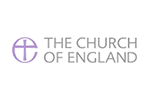 THE CHURCH
OF ENGLAND